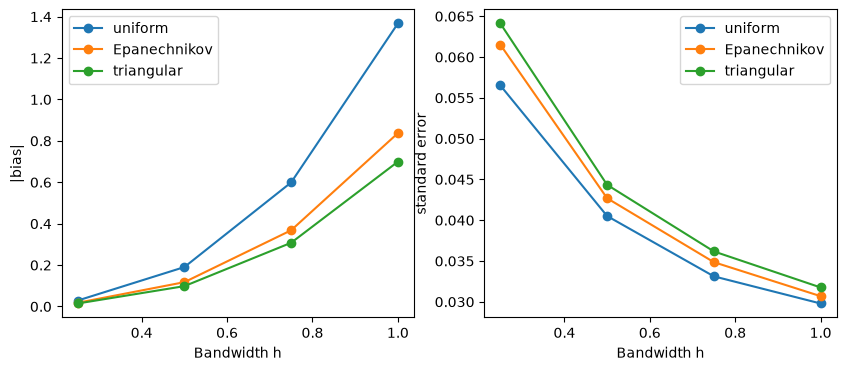 |bias|
1.4
1.2
1.0
0.8
0.6
0.4
0.2
0.0
uniform
Epanechnikov
triangular
0.4
0.6
0.8
1.0
Bandwidth h
standard error
0.065
0.060
0.055
0.050
0.045
0.040
0.035
0.030
uniform
Epanechnikov
triangular
0.4
0.6
0.8
1.0
Bandwidth h